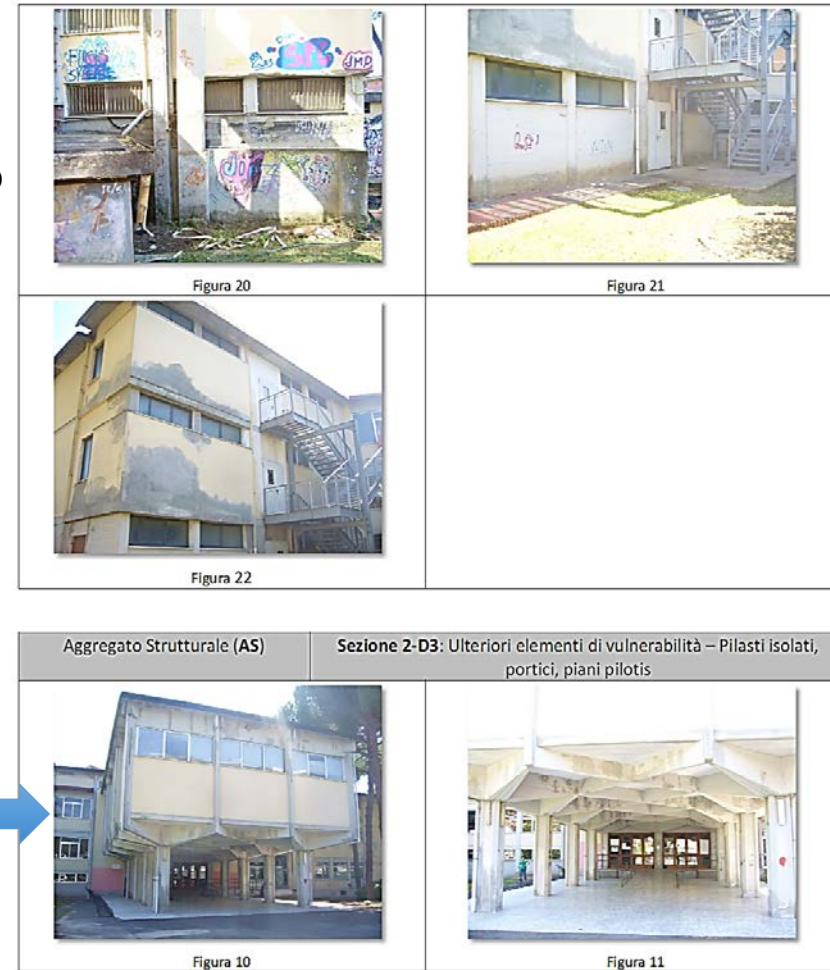 Figura 20
Figura 21
Figura 22
Aggregato Strutturale (AS)
Sezione 2-D3: Ulteriori elementi di vulnerabilità – Pilasti isolati,
portici, piani pilotis
Figura 10
Figura 11